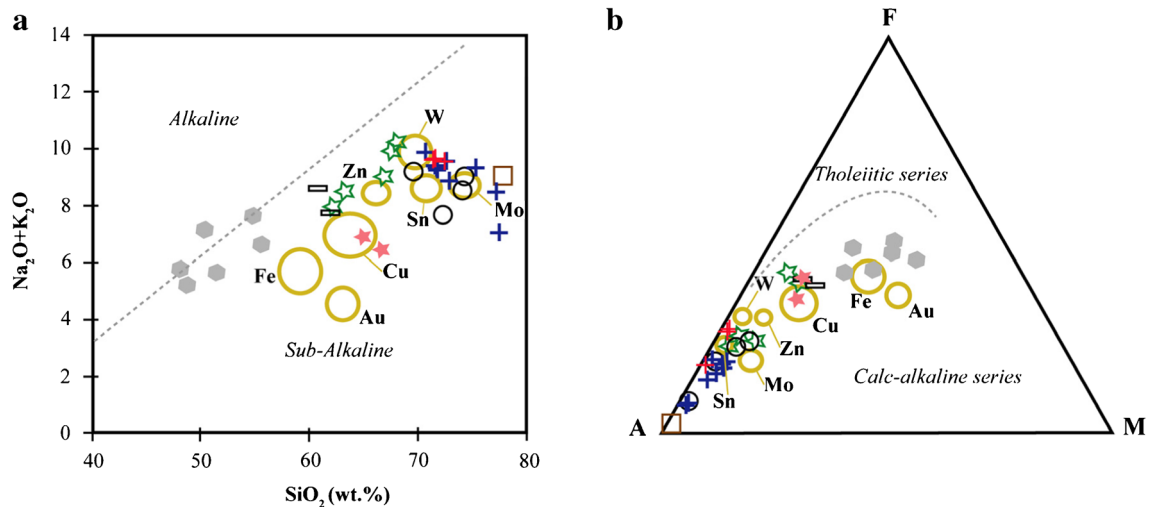 a
14
12
10
8
6
4
2
0
Na₂O+K₂O
40
50
60
70
80
SiO₂ (wt.%)
Alkaline
Sub-Alkaline
W
Zn
Sn
Mo
Cu
Fe
Au
b
F
A
M
Tholeiitic series
Calc-alkaline series
W
Zn
Cu
Fe
Au
Sn
Mo